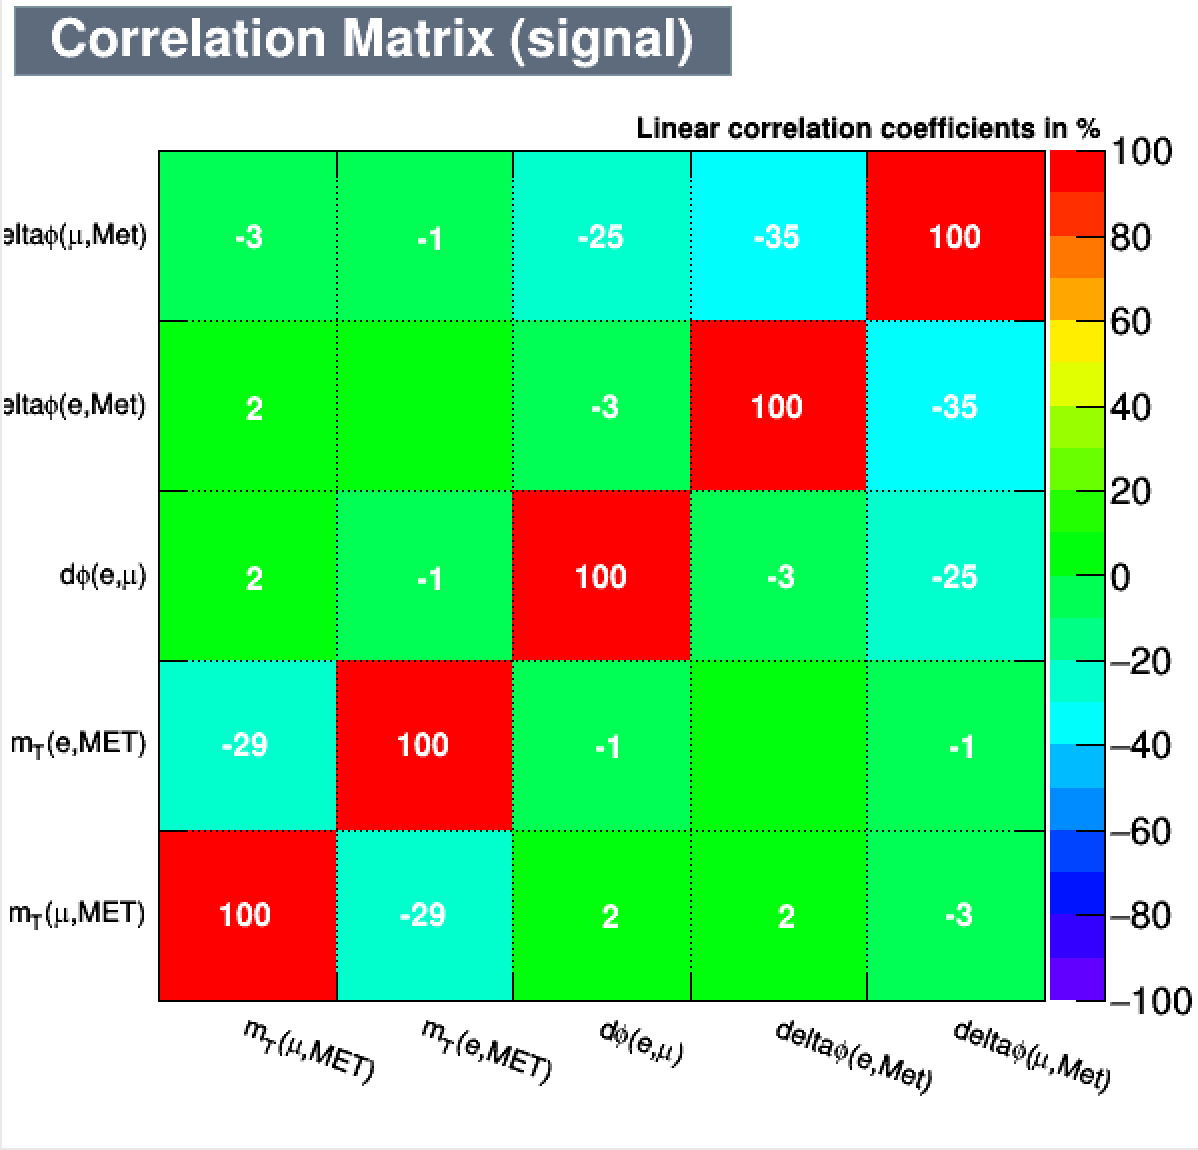 Correlation Matrix (signal)
Linear correlation coefficients in %
100
eltaϕ(μ,Met) -3 -1 -25 -35 100 80
60
eltaϕ(e,Met) 2 -3 100 -35 40
20
dϕ(e,μ) 2 -1 100 -3 -25 0
−20
mT(e,MET) -29 100 -1 -1 −40
−60
mT(μ,MET) 100 -29 2 2 -3 −80
−100
mT(μ,MET) mT(e,MET) dϕ(e,μ) deltaϕ(e,Met) deltaϕ(μ,Met)